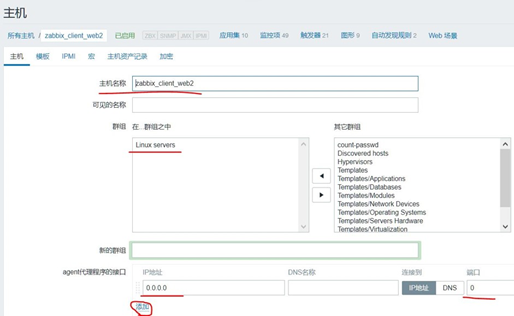 主机
所有主机 / zabbix_client_web2 已启用 ZBX SNMP JMX IPMI 应用集 10 监控项 49 触发器 21 图形 9 自动发现规则 2 Web 场景
主机 模板 IPMI 宏 主机资产记录 加密
主机名称 zabbix_client_web2
可见的名称
群组 在...群组之中 其它群组
Linux servers
count-passwd
Discovered hosts
Hypervisors
Templates
Templates/Applications
Templates/Databases
Templates/Modules
Templates/Network Devices
Templates/Operating Systems
Templates/Servers Hardware
Templates/Virtualization
新的群组
agent代理程序的接口 IP地址 DNS名称 连接到 端口
0.0.0.0 IP地址 DNS 0
添加